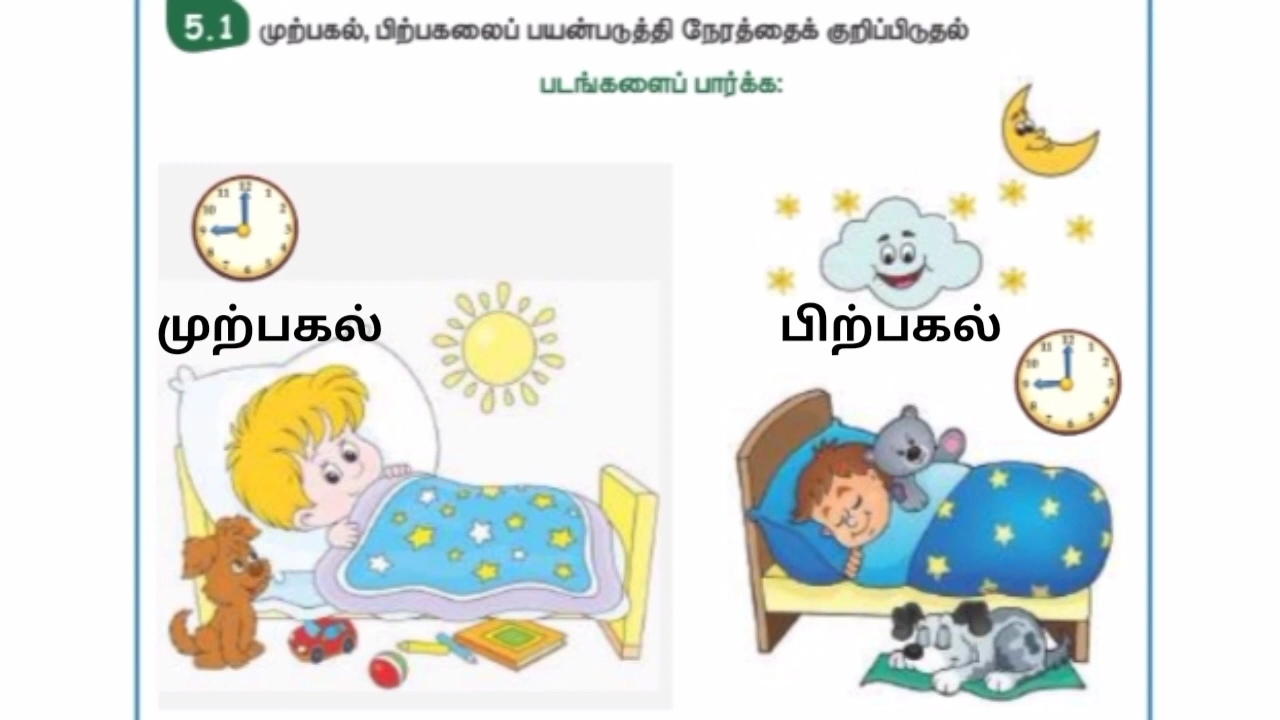 5.1 முற்பகல், பிற்பகலைப் பயன்படுத்தி நேரத்தைக் குறிப்பிடுதல்
படங்களைப் பார்க்க:
முற்பகல்
பிற்பகல்